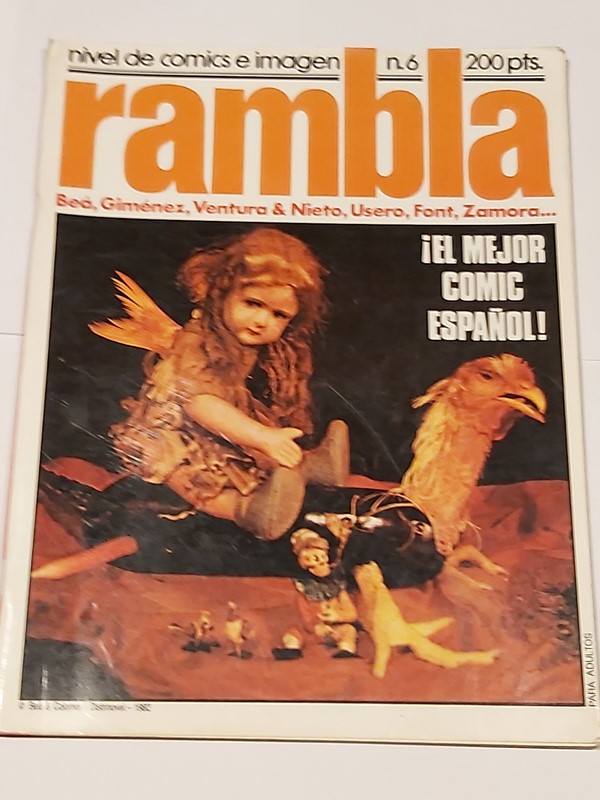 nivel de comics e imagen n.6 200 pts.
rambla
Beá, Giménez, Ventura & Nieto, Usero, Font, Zamora...
¡EL MEJOR
COMIC
ESPAÑOL!
PARA ADULTOS
© 1982